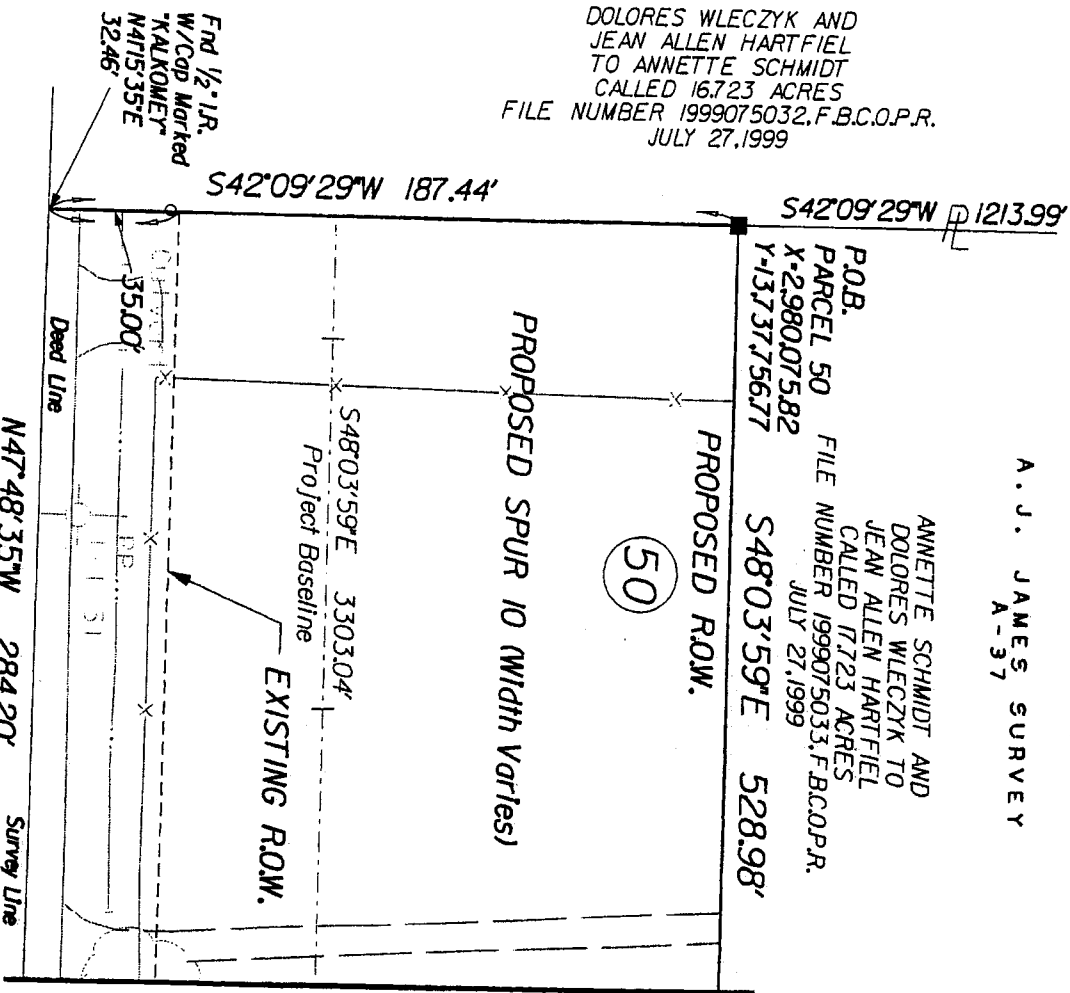 DOLORES WLECZYK AND
JEAN ALLEN HARTFIEL
TO ANNETTE SCHMIDT
CALLED 16.723 ACRES
FILE NUMBER 1999075032, F.B.C.O.P.R.
JULY 27, 1999
S42°09'29"W 187.44'
S42°09'29"W PL 1213.99'
Fnd 1/2" I.R.
W/Cap Marked
"KALKOMEY"
N41°15'35"E
32.46'
35.00'
Deed Line
P.O.B.
PARCEL 50
X=2,980,075.82
Y=13,737,756.77
A. J. JAMES SURVEY
A-37
ANNETTE SCHMIDT AND
DOLORES WLECZYK TO
JEAN ALLEN HARTFIEL
CALLED 17.723 ACRES
FILE NUMBER 1999075033, F.B.C.O.P.R.
JULY 27, 1999
S48°03'59"E 528.98'
PROPOSED R.O.W.
50
PROPOSED SPUR 10 (Width Varies)
S48°03'59"E 3303.04'
Project Baseline
EXISTING R.O.W.
PP
N47°48'35"W 284.20' Survey Line